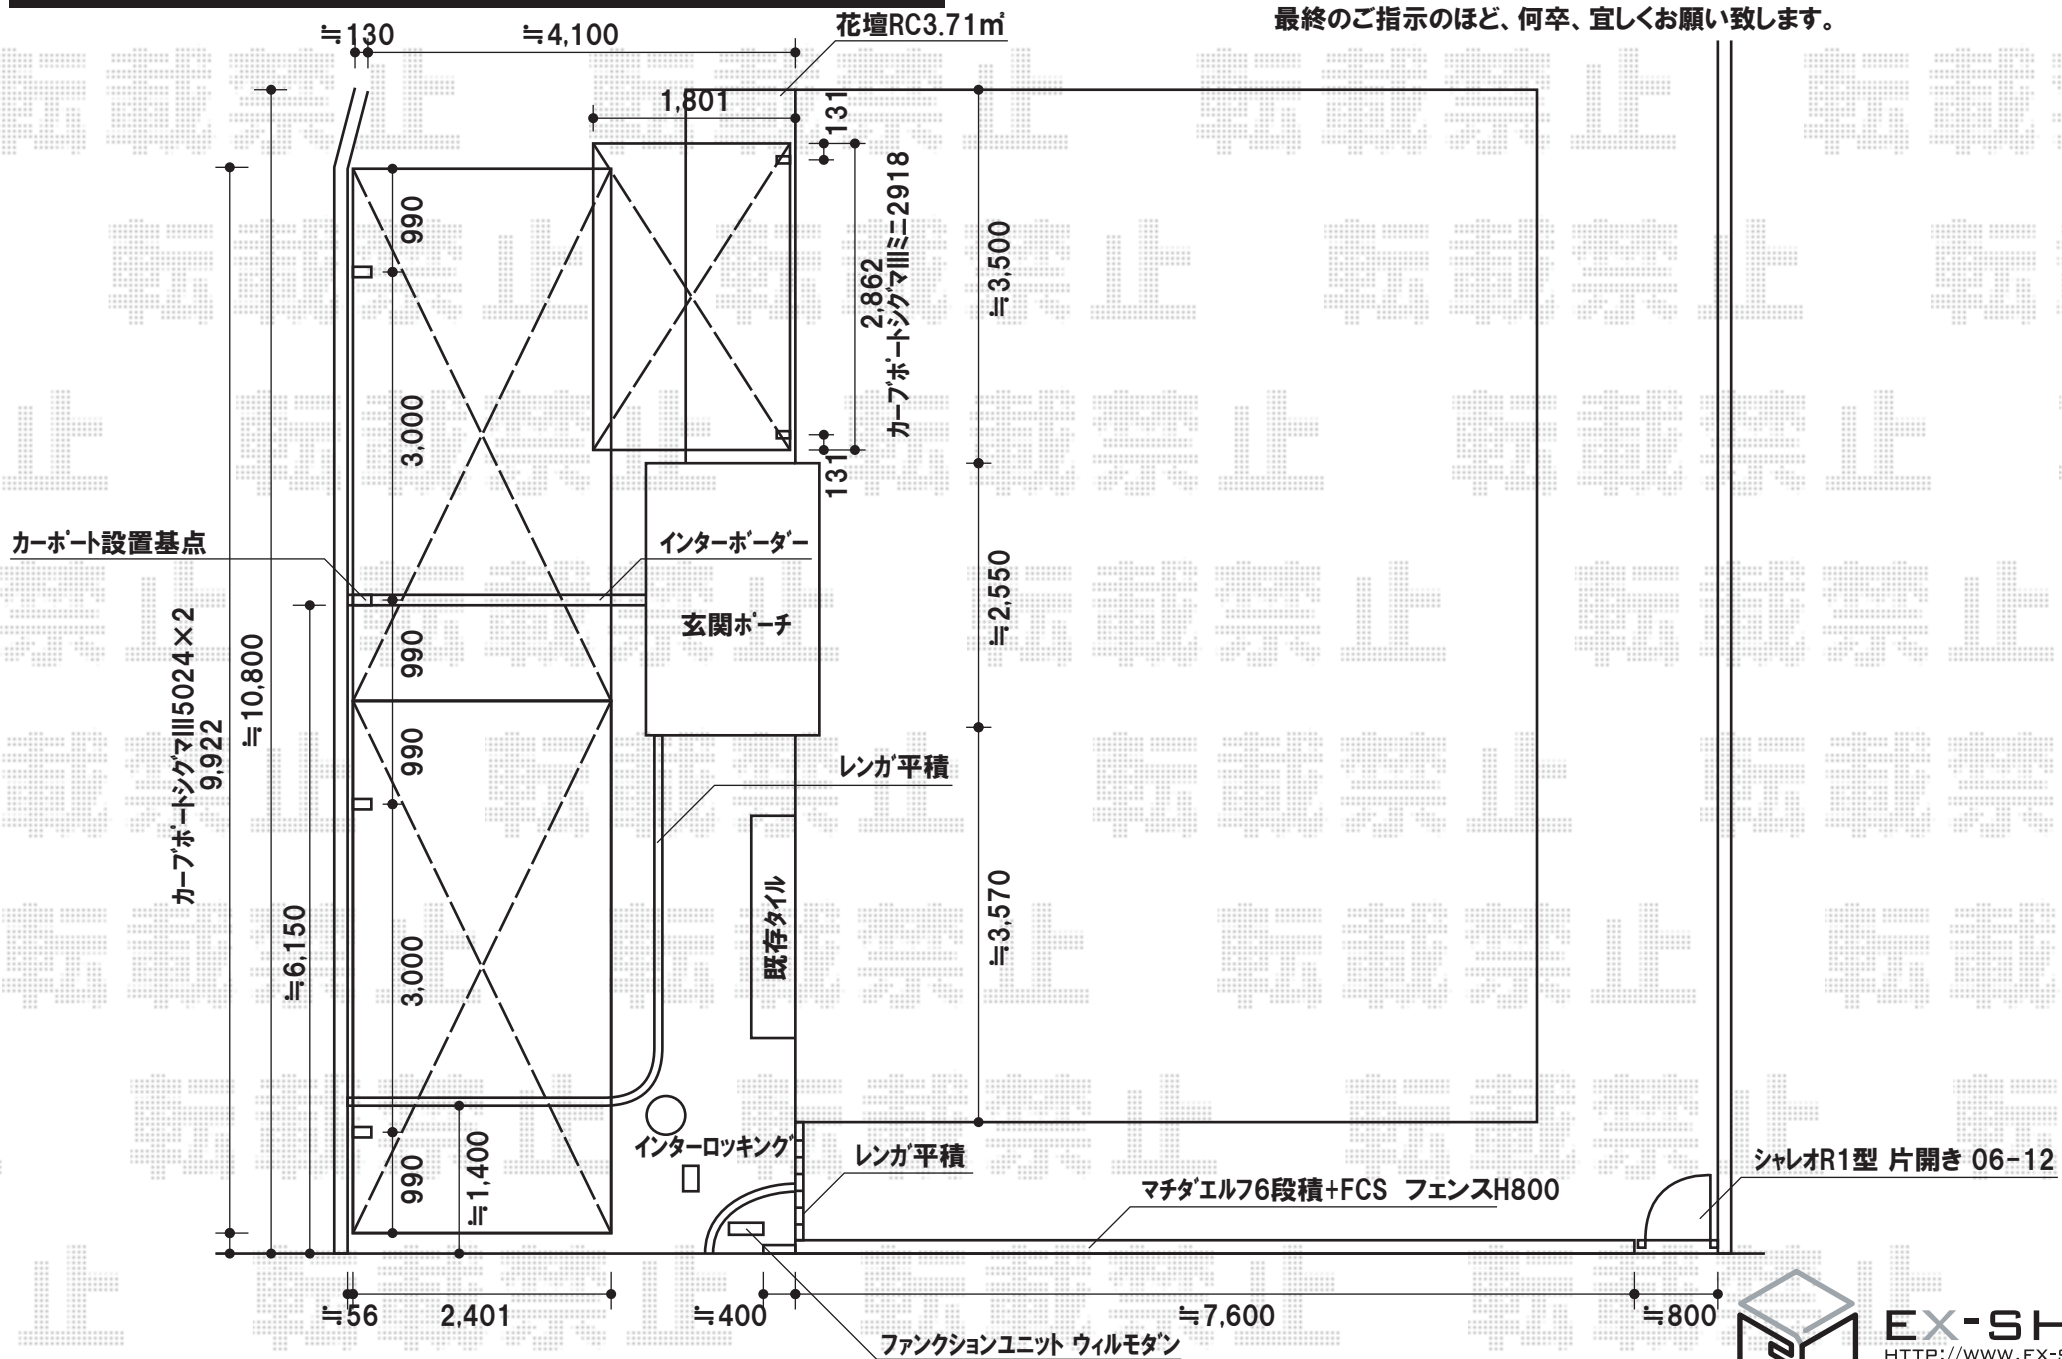 最終のご指示のほど、何卒、宜しくお願い致します。
≒130
≒4,100
花壇RC3.71㎡
1,801
131
990
2,862
カーブポートシグマⅢミニ2918
≒3,500
3,000
131
カーポート設置基点
インターボーダー
≒2,550
玄関ポーチ
990
カーブポートシグマⅢ5024×2
9,922
≒10,800
990
レンガ平積
既存タイル
≒3,570
≒6,150
3,000
インターロッキング
レンガ平積
シャレオR1型 片開き 06-12
マチダエルフ6段積+FCS フェンスH800
990
≒1,400
≒56
2,401
≒400
≒7,600
≒800
ファンクションユニット ウィルモダン
転載禁止